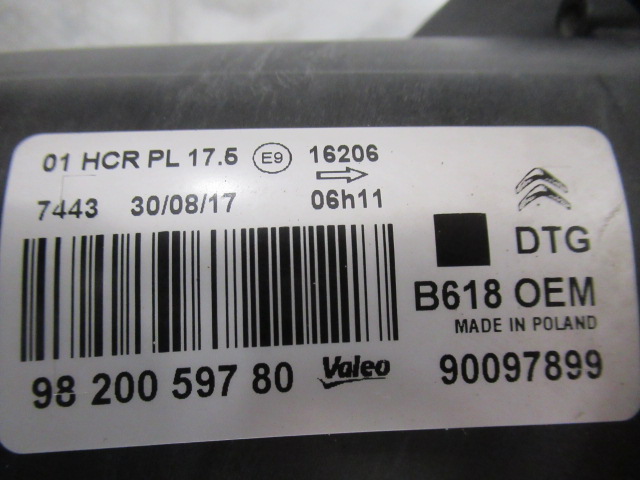 01 HCR PL 17.5 E9 16206
7443 30/08/17 06h11
DTG
B618 OEM
MADE IN POLAND
98 200 597 80 Valeo 90097899